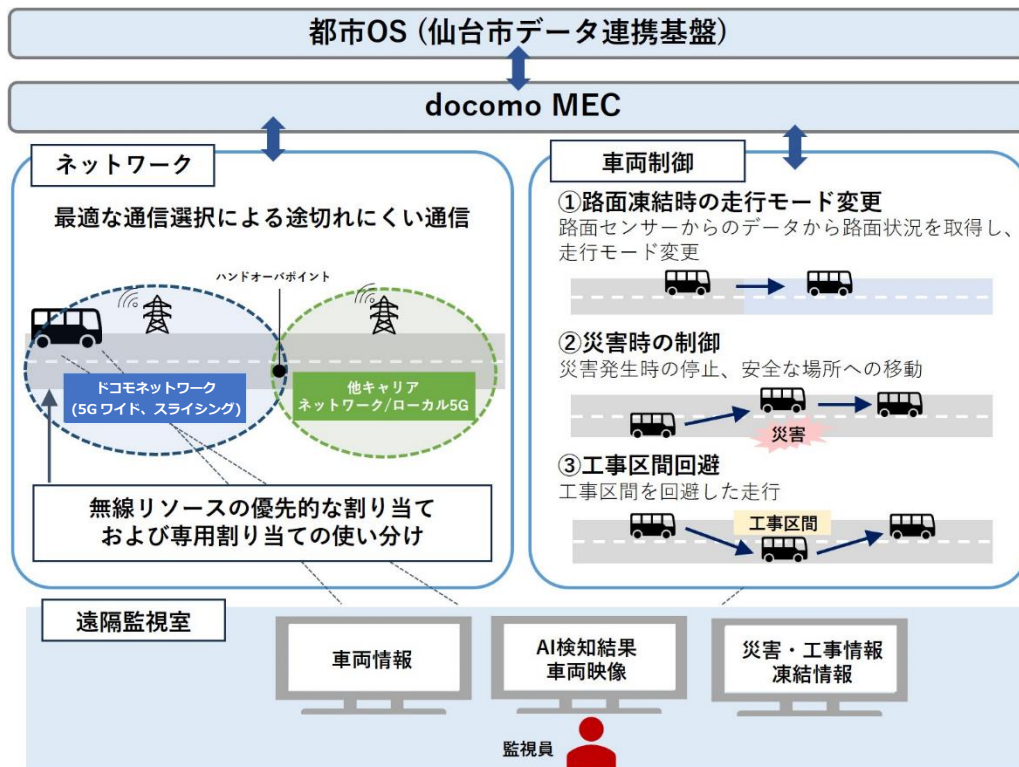 都市OS (仙台市データ連携基盤)
docomo MEC
ネットワーク
最適な通信選択による途切れにくい通信
ハンドオーバポイント
ドコモネットワーク
(5G ワイド、スライシング)
他キャリア
ネットワーク/ローカル5G
無線リソースの優先的な割り当て
および専用割り当ての使い分け
車両制御
①路面凍結時の走行モード変更
路面センサーからのデータから路面状況を取得し、
走行モード変更
②災害時の制御
災害発生時の停止、安全な場所への移動
災害
③工事区間回避
工事区間を回避した走行
工事区間
遠隔監視室
車両情報
AI検知結果
車両映像
災害・工事情報
凍結情報
監視員